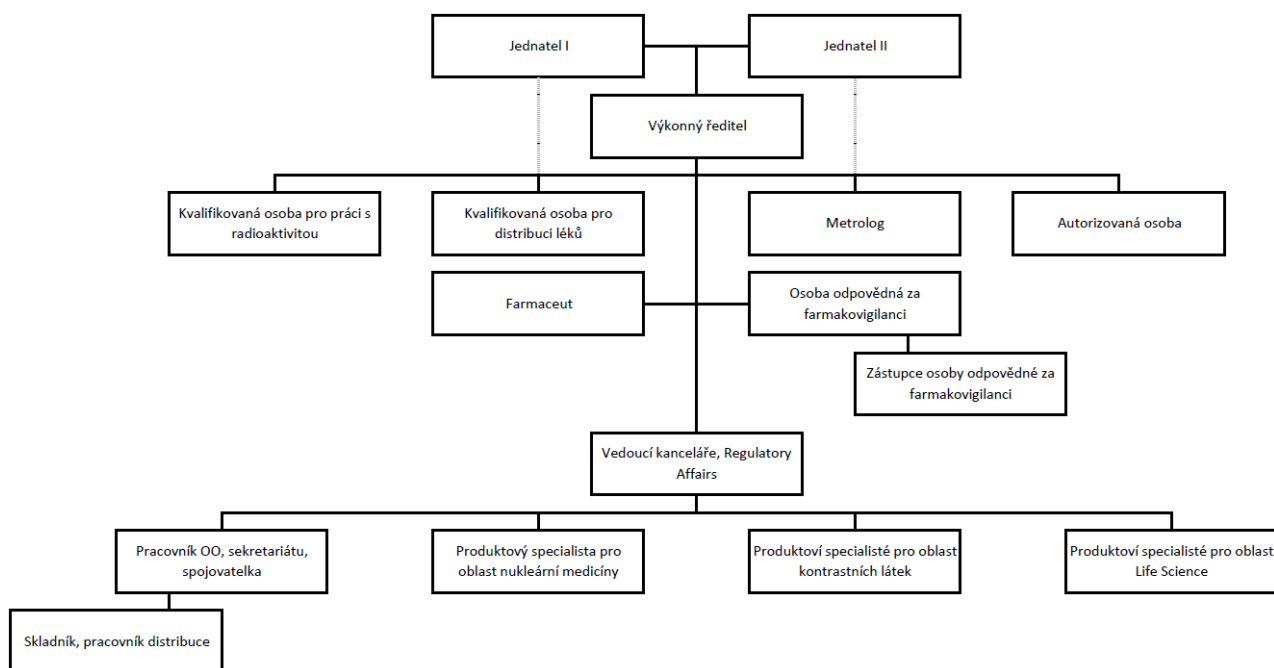 Jednatel I
Jednatel II
Výkonný ředitel
Kvalifikovaná osoba pro práci s
radioaktivitou
Kvalifikovaná osoba pro
distribuci léků
Metrolog
Autorizovaná osoba
Farmaceut
Osoba odpovědná za
farmakovigilanci
Zástupce osoby odpovědné za
farmakovigilanci
Vedoucí kanceláře, Regulatory
Affairs
Pracovník OO, sekretariátu,
spojovatelka
Produktový specialista pro
oblast nukleární medicíny
Produktoví specialisté pro oblast
kontrastních látek
Produktoví specialisté pro oblast
Life Science
Skladník, pracovník distribuce